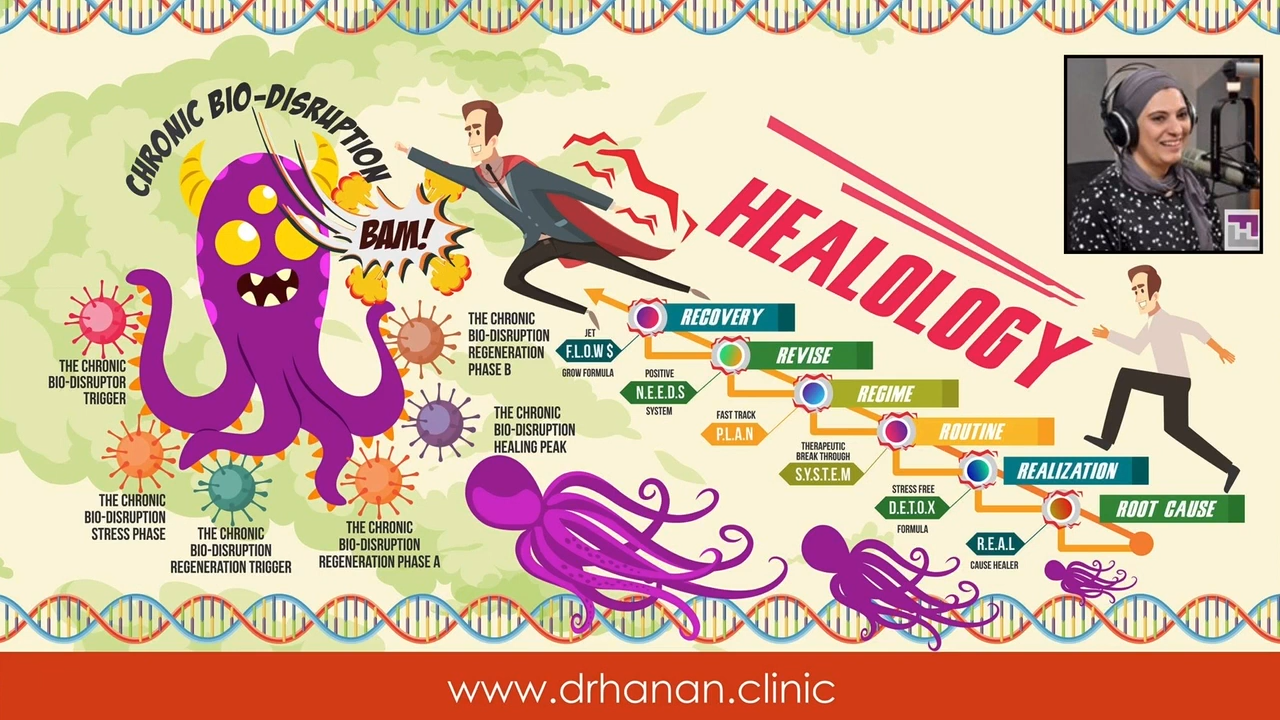 CHRONIC BIO-DISRUPTION
BAM!
HEALOLOGY
THE CHRONIC
BIO-DISRUPTOR
TRIGGER
THE CHRONIC
BIO-DISRUPTION
STRESS PHASE
THE CHRONIC
BIO-DISRUPTION
REGENERATION TRIGGER
THE CHRONIC
BIO-DISRUPTION
REGENERATION PHASE A
THE CHRONIC
BIO-DISRUPTION
HEALING PEAK
THE CHRONIC
BIO-DISRUPTION
REGENERATION
PHASE B
RECOVERY
JET
F.L.O.W $
GROW FORMULA
REVISE
POSITIVE
N.E.E.D.S
SYSTEM
REGIME
FAST TRACK
P.L.A.N
ROUTINE
THERAPEUTIC
BREAK THROUGH
S.Y.S.T.E.M
REALIZATION
STRESS FREE
D.E.T.O.X
FORMULA
ROOT CAUSE
R.E.A.L
CAUSE HEALER
www.drhanan.clinic